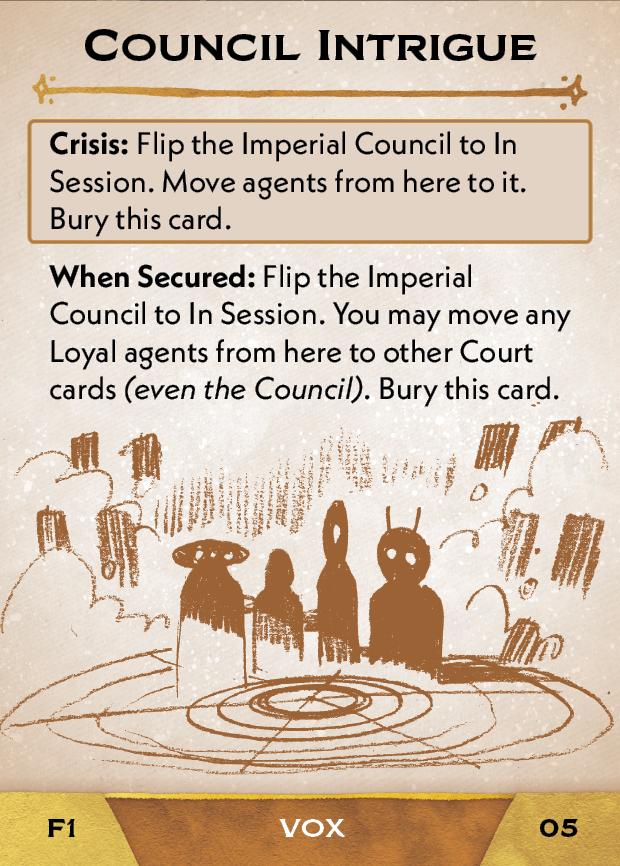 Council Intrigue
Crisis: Flip the Imperial Council to In
Session. Move agents from here to it.
Bury this card.
When Secured: Flip the Imperial
Council to In Session. You may move any
Loyal agents from here to other Court
cards (even the Council). Bury this card.
F1 VOX 05